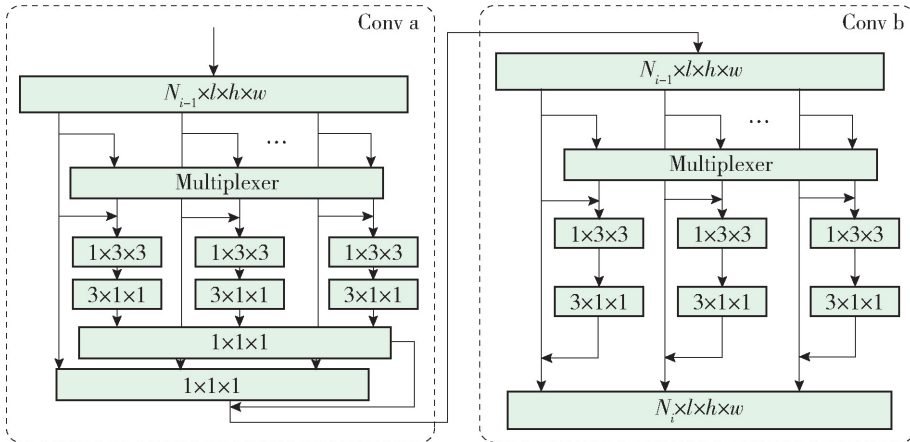 Conv a
N_{i-1}×l×h×w
...
Multiplexer
1×3×3 1×3×3 1×3×3
3×1×1 3×1×1 3×1×1
1×1×1
1×1×1
Conv b
N_{i-1}×l×h×w
...
Multiplexer
1×3×3 1×3×3 1×3×3
3×1×1 3×1×1 3×1×1
N_i×l×h×w